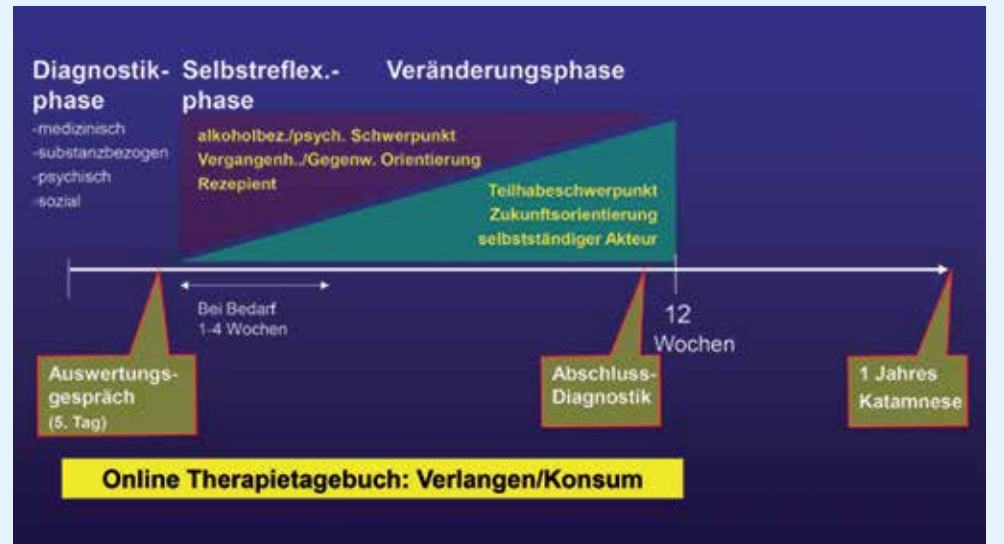 Diagnostik-
phase
-medizinisch
-substanzbezogen
-psychisch
-sozial
Selbstreflex.-
phase
Veränderungsphase
alkoholbez./psych. Schwerpunkt
Vergangenh../Gegenw. Orientierung
Rezepient
Teilhabeschwerpunkt
Zukunftsorientierung
selbstständiger Akteur
Bei Bedarf
1-4 Wochen
12
Wochen
Auswertungs-
gespräch
(5. Tag)
Abschluss-
Diagnostik
1 Jahres
Katamnese
Online Therapietagebuch: Verlangen/Konsum